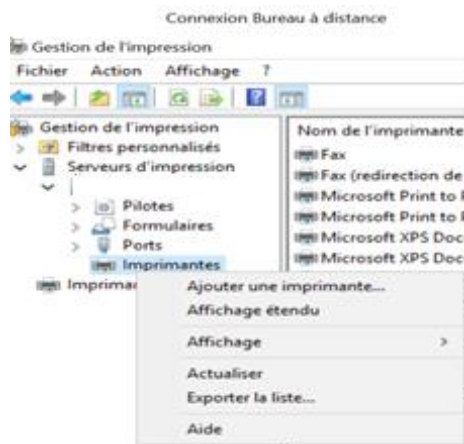 Connexion Bureau à distance
Gestion de l'impression
Fichier Action Affichage ?
Gestion de l'impression
Filtres personnalisés
Serveurs d'impression
Pilotes
Formulaires
Ports
Imprimantes
Nom de l'imprimante
Fax
Fax (redirection de
Microsoft Print to
Microsoft Print to
Microsoft XPS Doc
Microsoft XPS Doc
Ajouter une imprimante...
Affichage étendu
Affichage >
Actualiser
Exporter la liste...
Aide